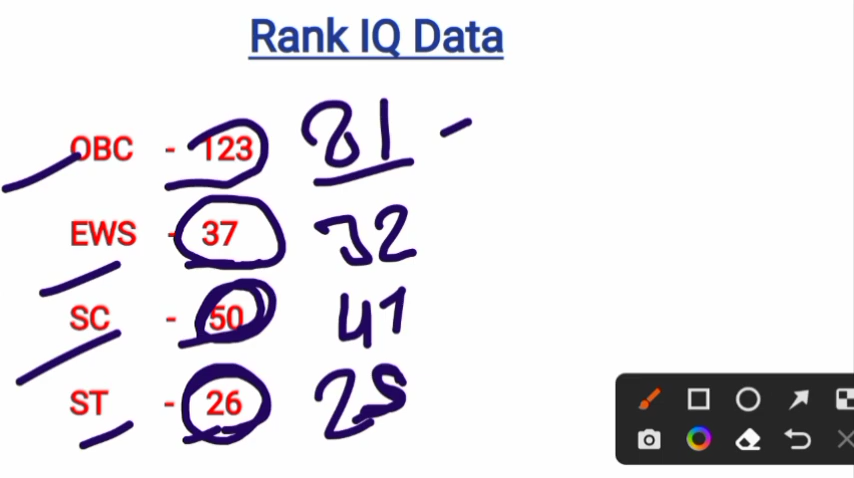 Rank IQ Data
OBC - 123 81 -
EWS - 37 32
SC - 50 41
ST - 26 25